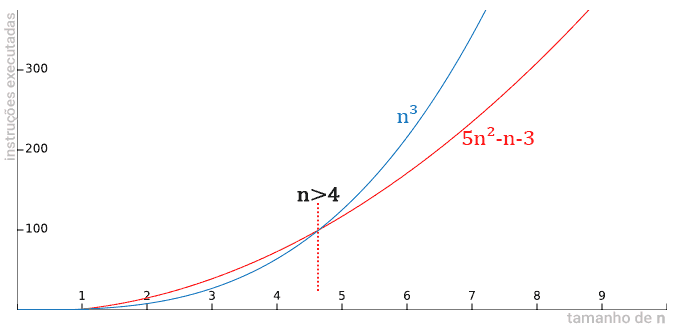 instruções executadas
300
200
100
n³
5n²-n-3
n>4
1 2 3 4 5 6 7 8 9
tamanho de n